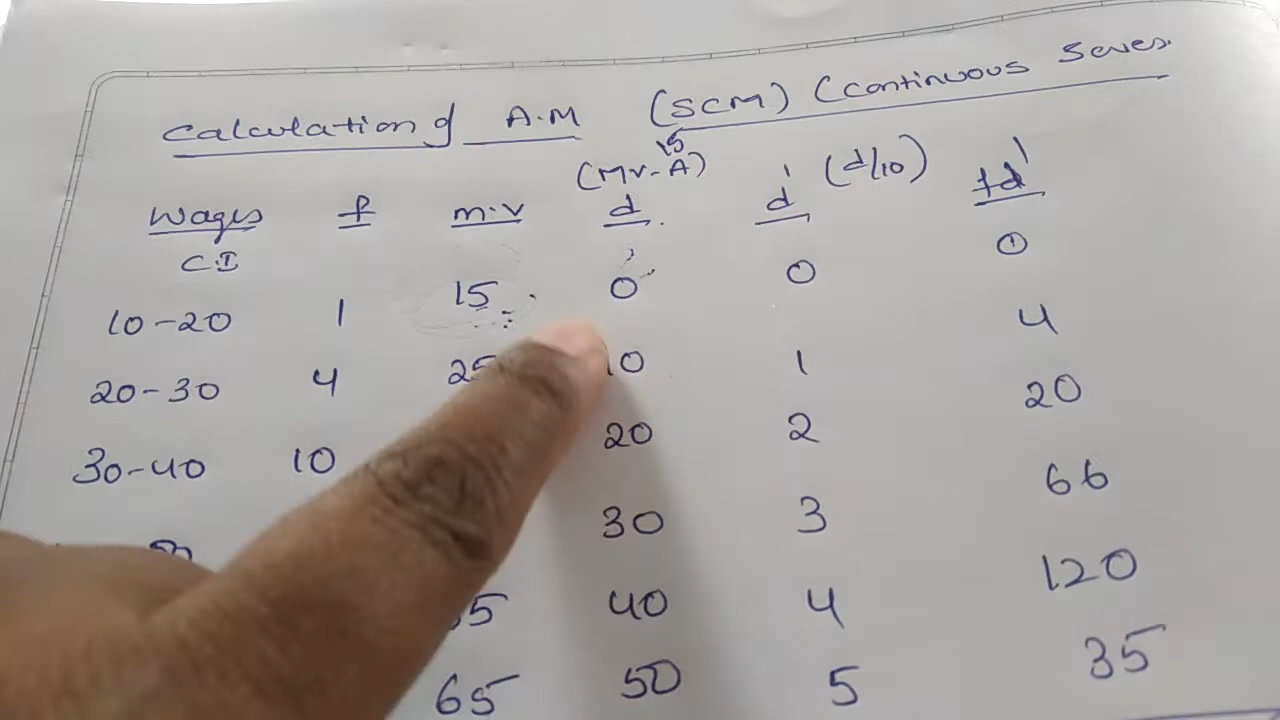 Calculation of A.M (SCM) (Continuous Series
15
(MV-A) (d/10)
Wages f m.v d. d' fd'
C.I
10-20 1 15 0 0 0
20-30 4 25 10 1 4
30-40 10 20 2 20
30 3 66
40 4 120
65 50 5 35